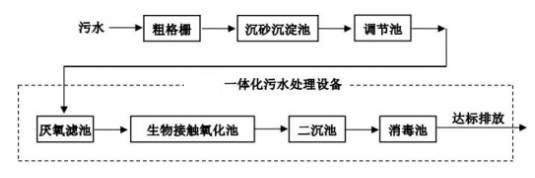 污水
粗格栅
沉砂沉淀池
调节池
一体化污水处理设备
厌氧滤池
生物接触氧化池
二沉池
消毒池
达标排放